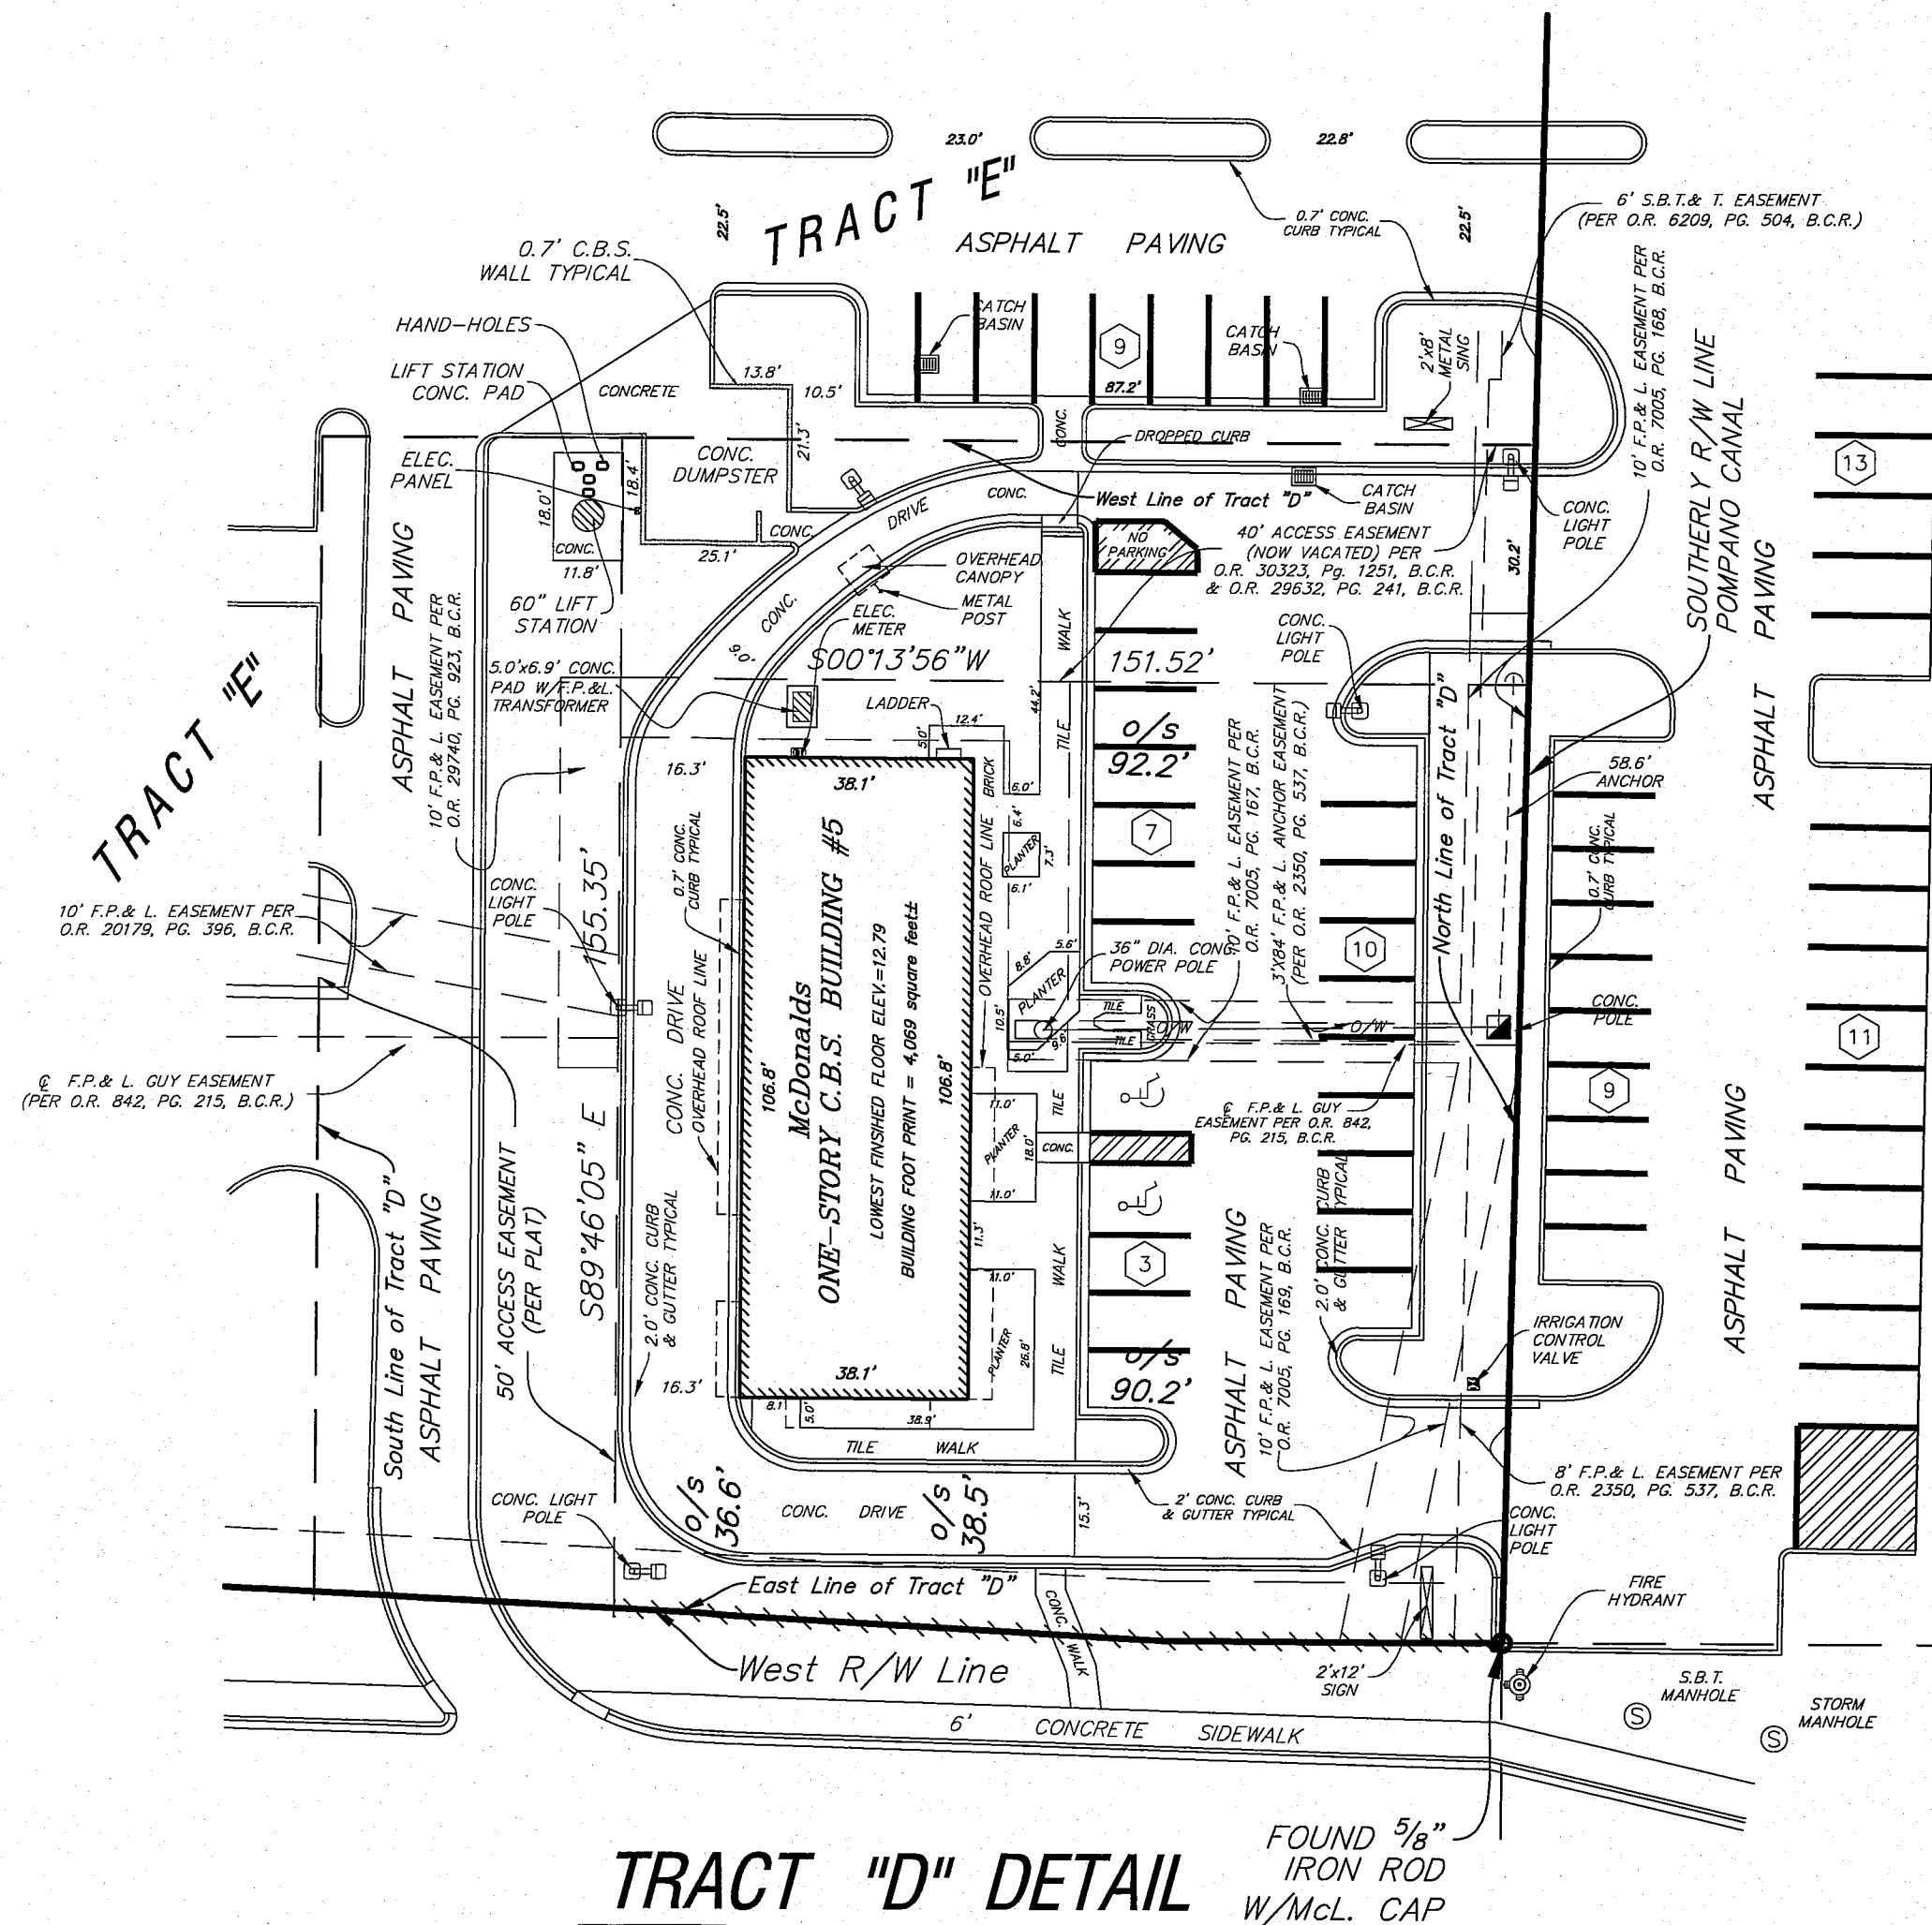 23.0'
22.8'
22.5'
TRACT "E"
ASPHALT PAVING
0.7' CONC.
CURB TYPICAL
22.5'
6' S.B.T.& T. EASEMENT
(PER O.R. 6209, PG. 504, B.C.R.)
0.7' C.B.S.
WALL TYPICAL
HAND-HOLES
LIFT STATION
CONC. PAD
CONCRETE
13.8'
10.5'
21.3'
CATCH
BASIN
9
CATCH
BASIN
87.2'
2'x8'
METAL
SING
10' F.P.& L. EASEMENT PER
O.R. 7005, PG. 168, B.C.R.
SOUTHERLY R/W LINE
POMPANO CANAL
13
ELEC.
PANEL
18.0'
18.4'
CONC.
DUMPSTER
CONC.
11.8'
25.1'
CONC.
CONC.
DROPPED CURB
CONC.
DRIVE
CONC.
9.0'
West Line of Tract "D"
CATCH
BASIN
CONC.
LIGHT
POLE
30.2'
NO
PARKING
40' ACCESS EASEMENT
(NOW VACATED) PER
O.R. 30323, Pg. 1251, B.C.R.
& O.R. 29632, PG. 241, B.C.R.
OVERHEAD
CANOPY
METAL
POST
ELEC.
METER
60" LIFT
STATION
ASPHALT PAVING
10' F.P.& L. EASEMENT PER
O.R. 29740, PG. 923, B.C.R.
TRACT "E"
5.0'x6.9' CONC.
PAD W/F.P.&L.
TRANSFORMER
S00°13'56"W
151.52'
CONC.
LIGHT
POLE
ASPHALT PAVING
LADDER
12.4'
5.0'
44.2'
WALK
TILE
O/S
92.2'
10' F.P.& L. EASEMENT PER
O.R. 7005, PG. 167, B.C.R.
3'X84' F.P.& L. ANCHOR EASEMENT
(PER O.R. 2350, PG. 537, B.C.R.)
North Line of Tract "D"
58.6'
ANCHOR
16.3'
38.1'
BRICK
6.0'
6.4'
PLANTER
7.3'
6.1'
7
0.7' CONC.
CURB TYPICAL
0.7' CONC.
CURB TYPICAL
CONC.
LIGHT
POLE
155.35'
10' F.P.& L. EASEMENT PER
O.R. 20179, PG. 396, B.C.R.
OVERHEAD ROOF LINE
5.6'
8.8'
PLANTER
10.5'
9.6'
5.0'
36" DIA. CONC.
POWER POLE
10
TILE
TILE
GRASS
O/W
O/W
CONC.
POLE
11
CONC. DRIVE
OVERHEAD ROOF LINE
106.8'
McDonalds
ONE-STORY C.B.S. BUILDING #5
LOWEST FINSIHED FLOOR ELEV.=12.79
BUILDING FOOT PRINT = 4,069 square feet±
106.8'
℄ F.P.& L. GUY EASEMENT
(PER O.R. 842, PG. 215, B.C.R.)
℄ F.P.& L. GUY
EASEMENT PER O.R. 842,
PG. 215, B.C.R.
9
11.0'
PLANTER
18.0'
11.0'
TILE
CONC.
50' ACCESS EASEMENT
(PER PLAT)
S89°46'05" E
2.0' CONC. CURB
& GUTTER TYPICAL
South Line of Tract "D"
ASPHALT PAVING
11.3'
11.0'
PLANTER
26.8'
WALK
TILE
3
O/S
90.2'
ASPHALT PAVING
10' F.P.& L. EASEMENT PER
O.R. 7005, PG. 169, B.C.R.
2.0' CONC. CURB
& GUTTER TYPICAL
ASPHALT PAVING
IRRIGATION
CONTROL
VALVE
16.3'
38.1'
8.1'
5.0'
38.9'
TILE WALK
CONC. LIGHT
POLE
O/S
36.6'
CONC. DRIVE
O/S
38.5'
15.3'
2' CONC. CURB
& GUTTER TYPICAL
8' F.P.& L. EASEMENT PER
O.R. 2350, PG. 537, B.C.R.
CONC.
LIGHT
POLE
East Line of Tract "D"
CONC. WALK
FIRE
HYDRANT
West R/W Line
2'x12'
SIGN
S.B.T.
MANHOLE
S
STORM
MANHOLE
S
6' CONCRETE SIDEWALK
TRACT "D" DETAIL
FOUND 5/8"
IRON ROD
W/McL. CAP